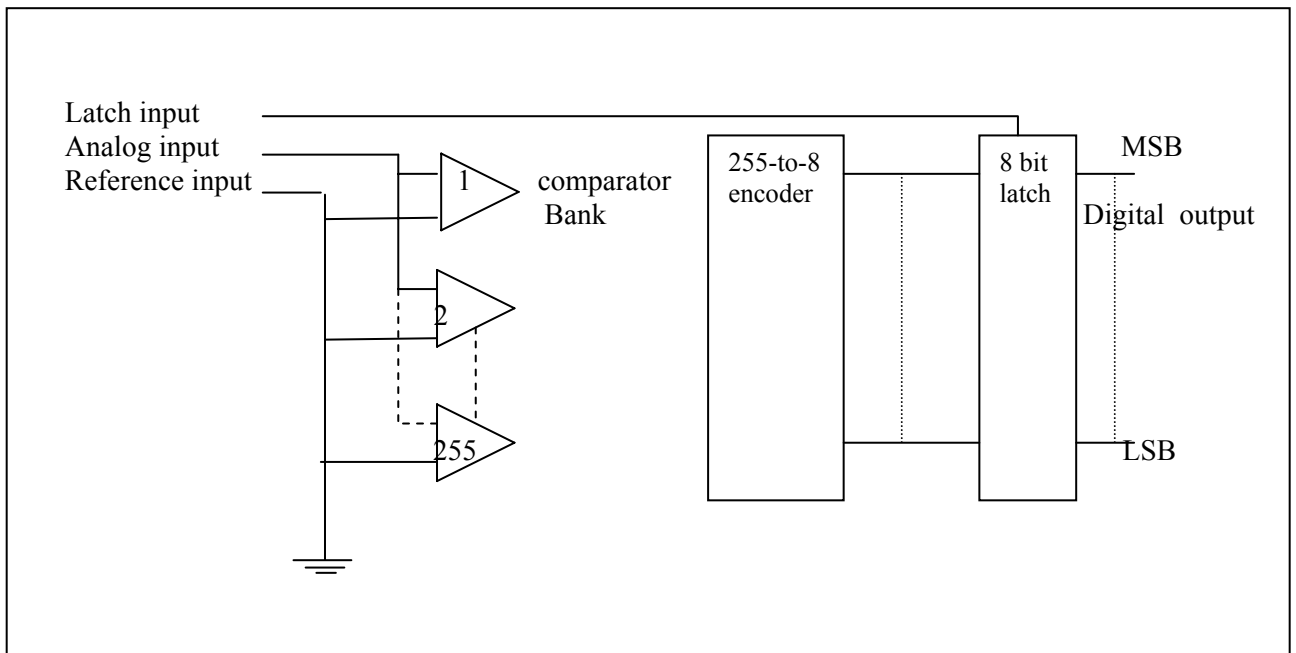 Latch input
Analog input
Reference input
1
comparator
Bank
2
255
255-to-8
encoder
8 bit
latch
MSB
Digital output
LSB